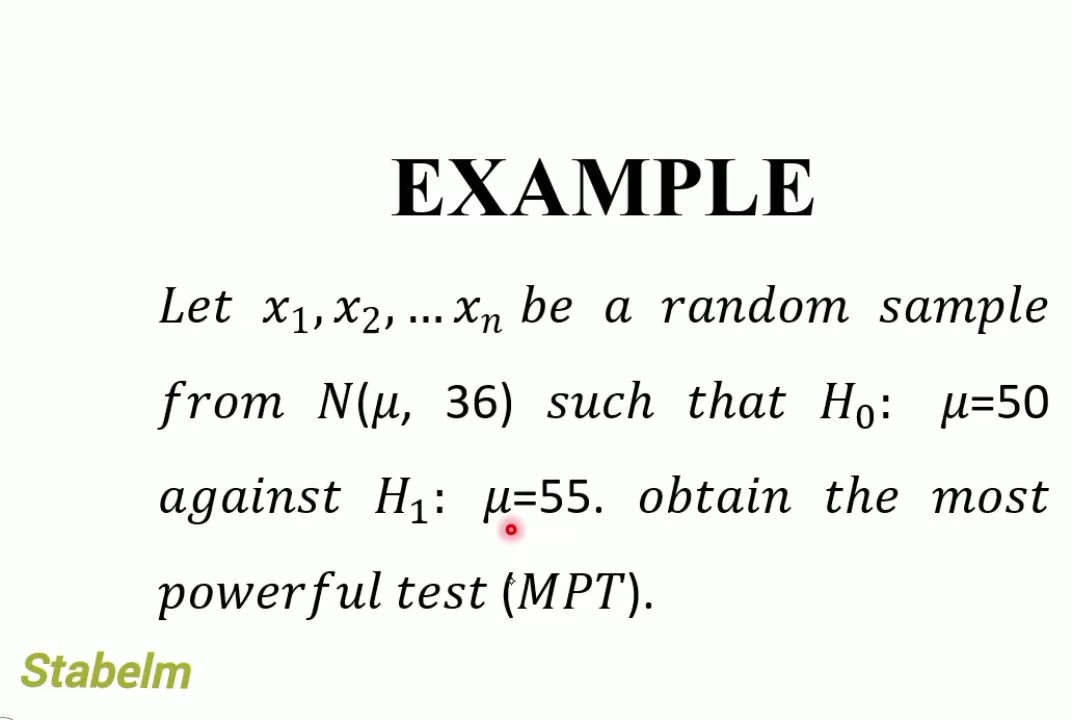 EXAMPLE
Let x₁, x₂, ... xₙ be a random sample
from N(μ, 36) such that H₀: μ=50
against H₁: μ=55. obtain the most
powerful test (MPT).
Stabelm